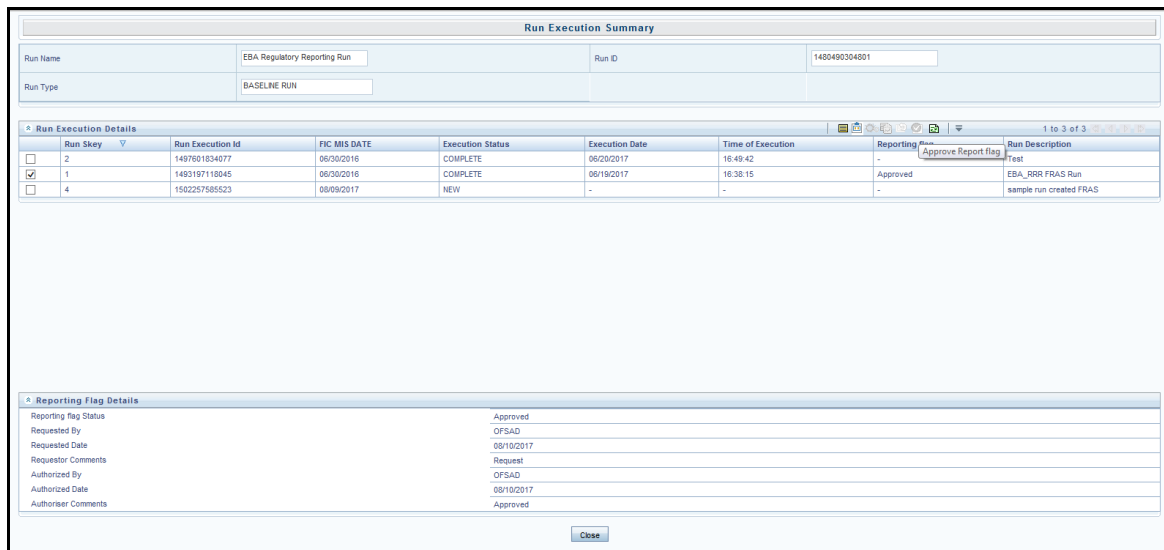 Run Execution Summary
Run Name EBA Regulatory Reporting Run Run ID 1480490304801
Run Type BASELINE RUN
Run Execution Details 1 to 3 of 3
Run Skey Run Execution Id FIC MIS DATE Execution Status Execution Date Time of Execution Reporting flag Run Description
Approve Report flag
2 1497601834077 06/30/2016 COMPLETE 06/20/2017 16:49:42 - Test
1 1493197118045 06/30/2016 COMPLETE 06/19/2017 16:38:15 Approved EBA_RRR FRAS Run
4 1502257585523 08/09/2017 NEW - - - sample run created FRAS
Reporting Flag Details
Reporting flag Status Approved
Requested By OFSAD
Requested Date 08/10/2017
Requestor Comments Request
Authorized By OFSAD
Authorized Date 08/10/2017
Authoriser Comments Approved
Close